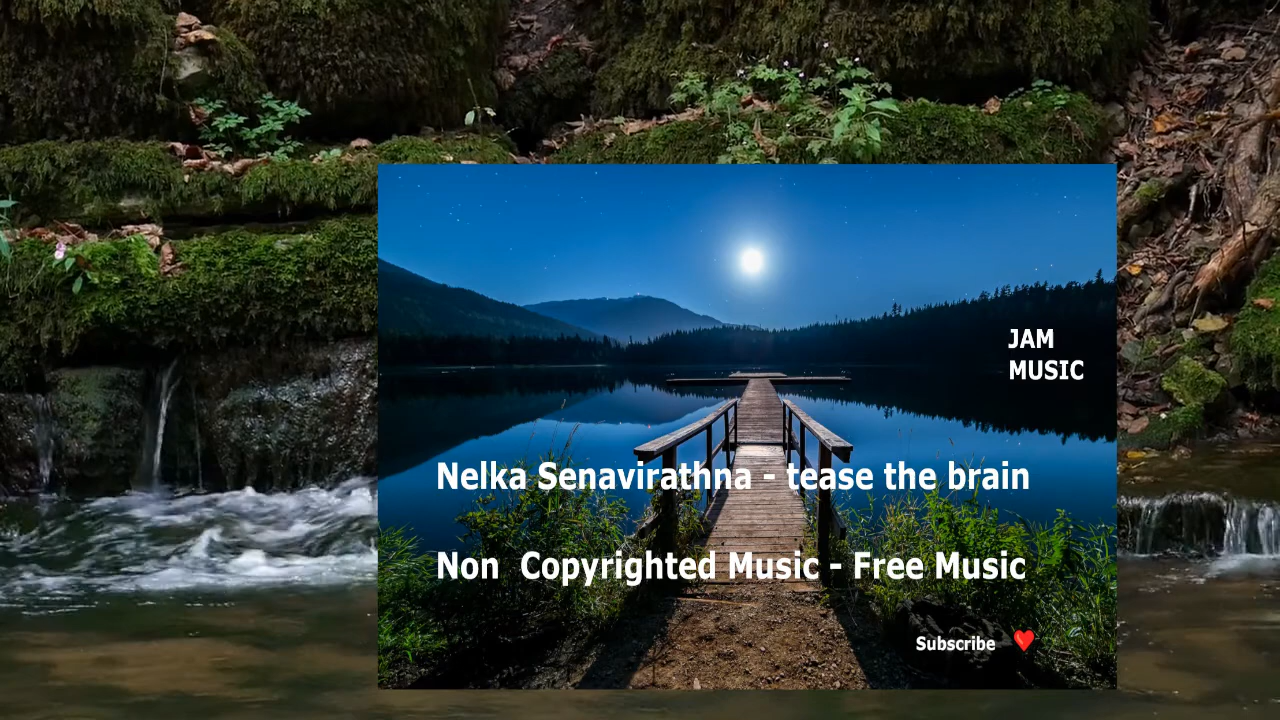 JAM
MUSIC
Nelka Senavirathna - tease the brain
Non  Copyrighted Music - Free Music
Subscribe ❤